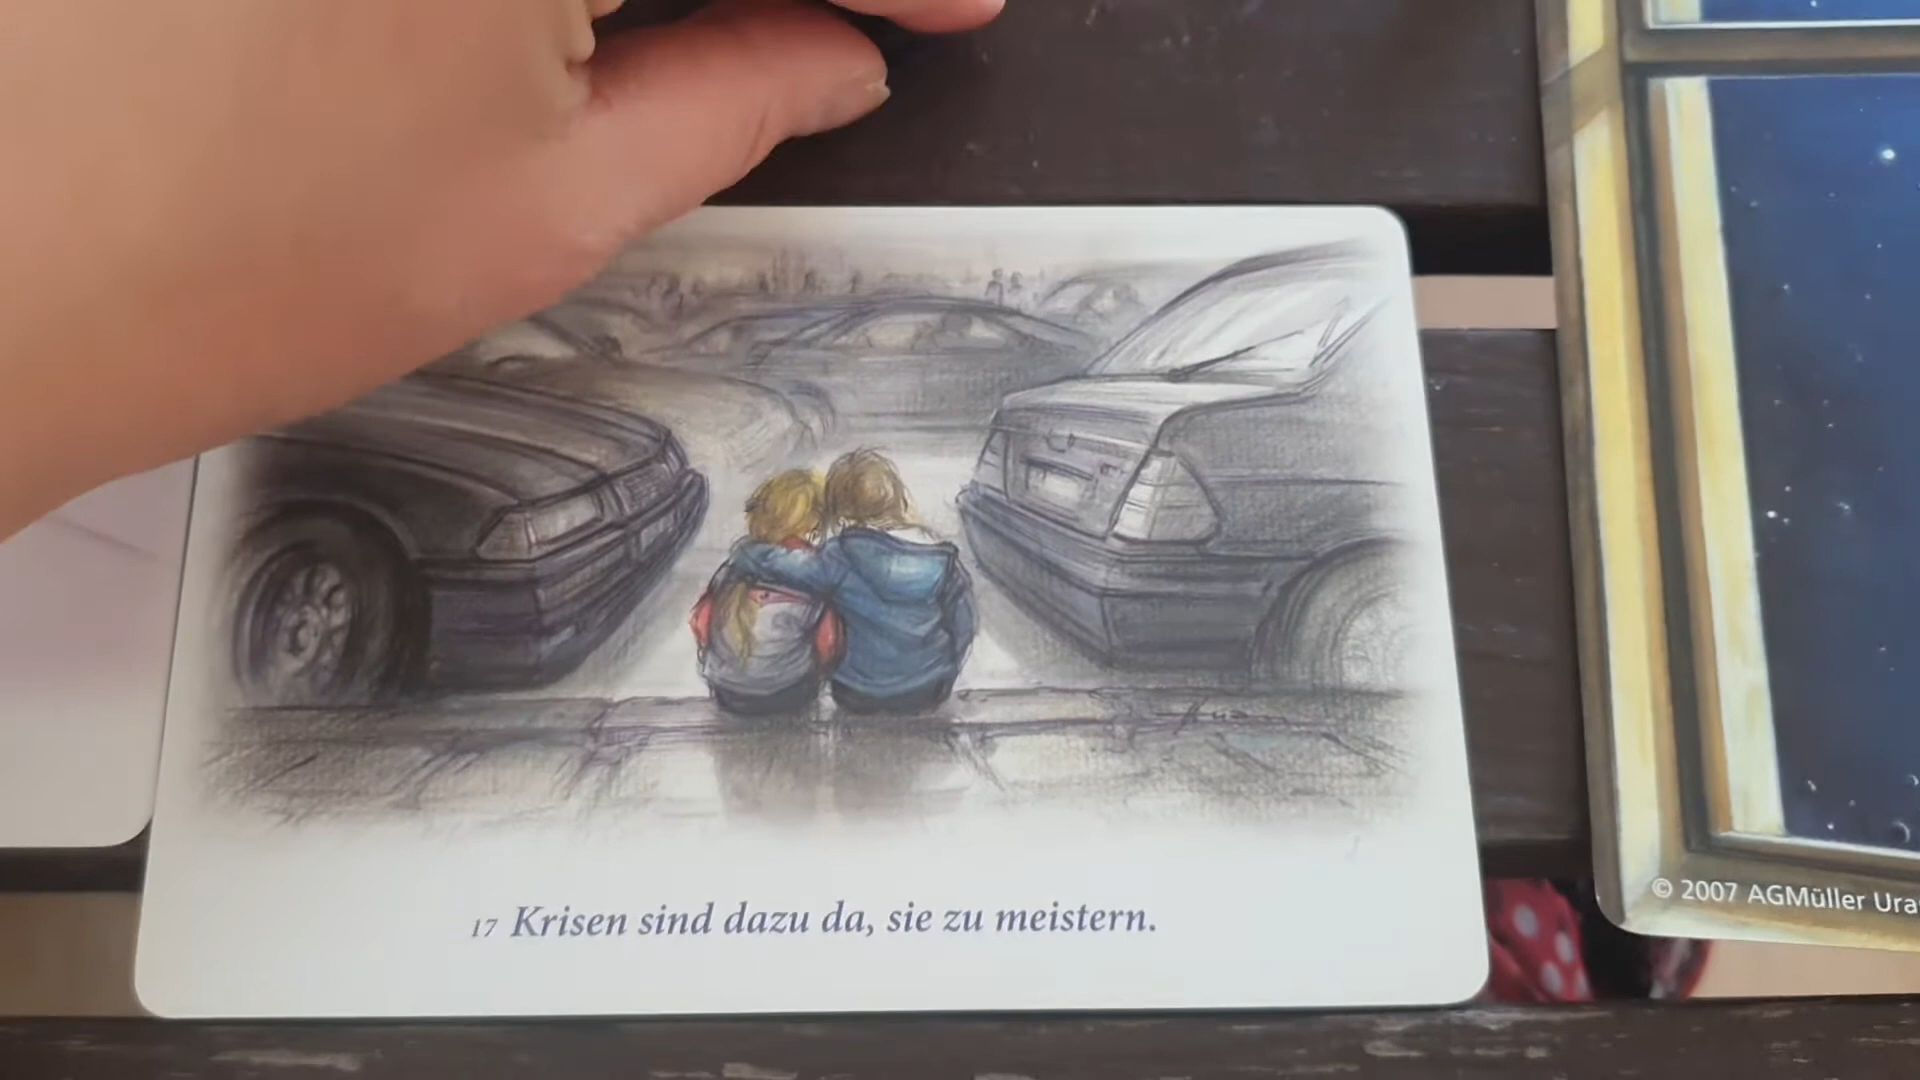 17 Krisen sind dazu da, sie zu meistern.
© 2007 AGMüller